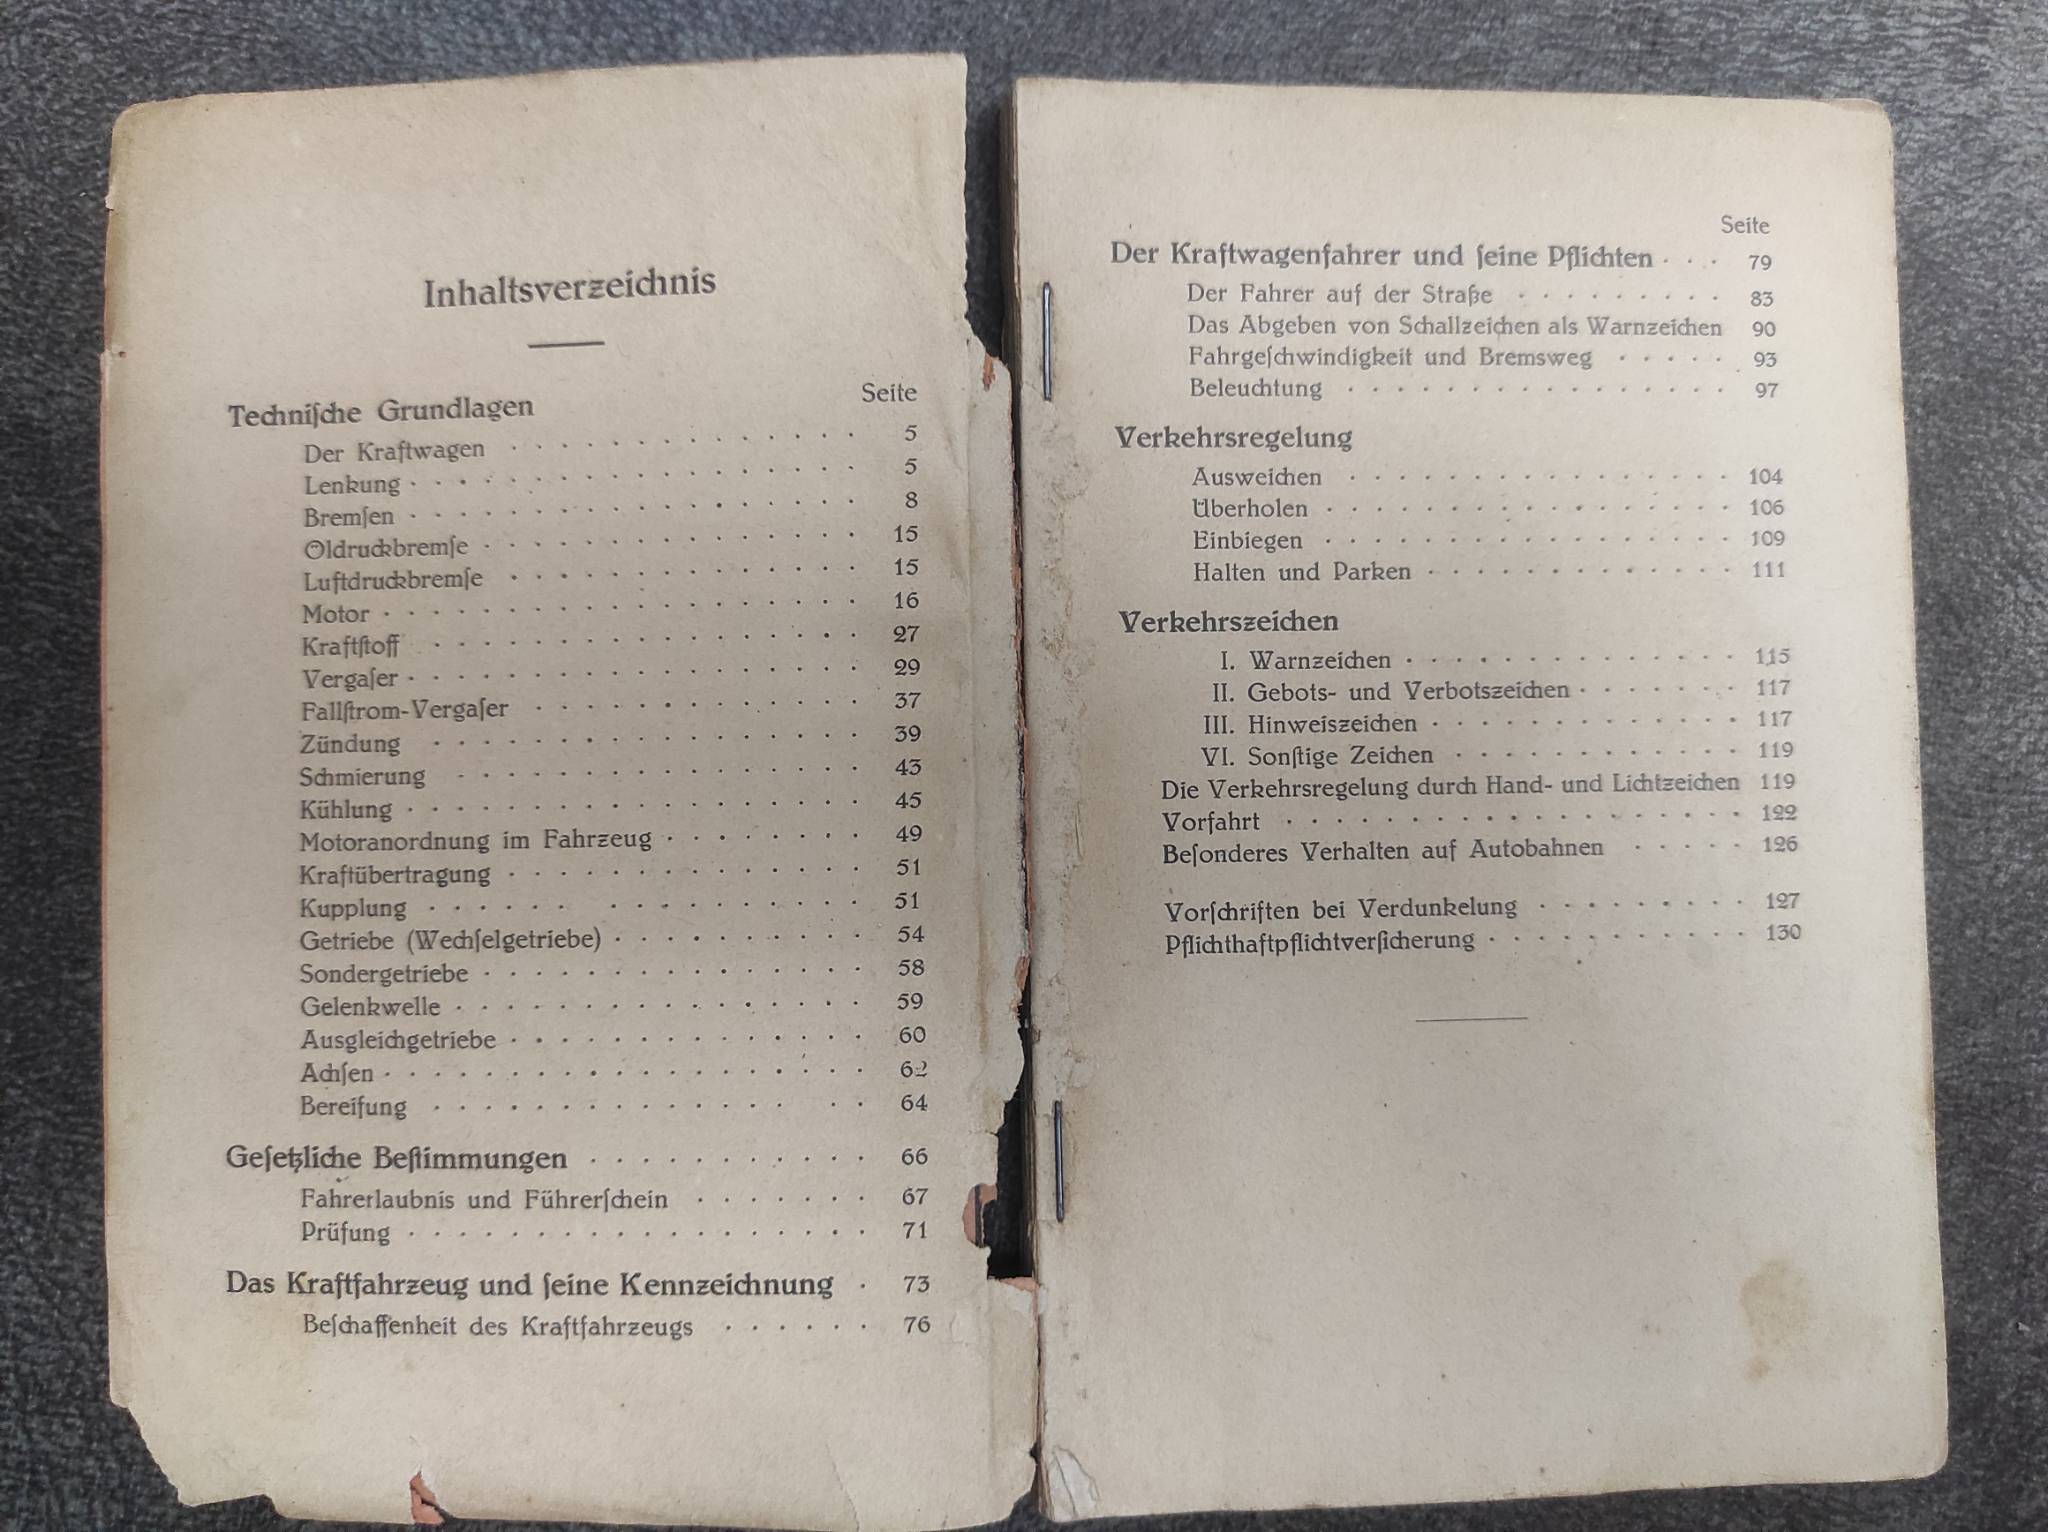 Inhaltsverzeichnis
Seite
Techniſche Grundlagen
Der Kraftwagen . . . . . . . . . . . . . . 5
Lenkung . . . . . . . . . . . . . . . . . . 5
Bremſen . . . . . . . . . . . . . . . . . . 8
Oldruckbremſe . . . . . . . . . . . . . . . 15
Luftdruckbremſe . . . . . . . . . . . . . . 15
Motor . . . . . . . . . . . . . . . . . . . 16
Kraftſtoff . . . . . . . . . . . . . . . . . 27
Vergaſer . . . . . . . . . . . . . . . . . . 29
Fallſtrom-Vergaſer . . . . . . . . . . . . . 37
Zündung . . . . . . . . . . . . . . . . . 39
Schmierung . . . . . . . . . . . . . . . . 43
Kühlung . . . . . . . . . . . . . . . . . . 45
Motoranordnung im Fahrzeug . . . . . . . . 49
Kraftübertragung . . . . . . . . . . . . . . 51
Kupplung . . . . . . . . . . . . . . . . . 51
Getriebe (Wechſelgetriebe) . . . . . . . . . . 54
Sondergetriebe . . . . . . . . . . . . . . . 58
Gelenkwelle . . . . . . . . . . . . . . . . 59
Ausgleichgetriebe . . . . . . . . . . . . . . 60
Achſen . . . . . . . . . . . . . . . . . . . 62
Bereifung . . . . . . . . . . . . . . . . . 64
Geſetzliche Beſtimmungen . . . . . . . . . . . 66
Fahrerlaubnis und Führerſchein . . . . . . . 67
Prüfung . . . . . . . . . . . . . . . . . . 71
Das Kraftfahrzeug und ſeine Kennzeichnung . 73
Beſchaffenheit des Kraftfahrzeugs . . . . . . 76
Seite
Der Kraftwagenfahrer und ſeine Pflichten . . . 79
Der Fahrer auf der Straße . . . . . . . . . 83
Das Abgeben von Schallzeichen als Warnzeichen 90
Fahrgeſchwindigkeit und Bremsweg . . . . . 93
Beleuchtung . . . . . . . . . . . . . . . . 97
Verkehrsregelung
Ausweichen . . . . . . . . . . . . . . . . 104
Überholen . . . . . . . . . . . . . . . . . 106
Einbiegen . . . . . . . . . . . . . . . . . 109
Halten und Parken . . . . . . . . . . . . . 111
Verkehrszeichen
I. Warnzeichen . . . . . . . . . . . . . . 115
II. Gebots- und Verbotszeichen . . . . . . . 117
III. Hinweiszeichen . . . . . . . . . . . . . 117
VI. Sonſtige Zeichen . . . . . . . . . . . . 119
Die Verkehrsregelung durch Hand- und Lichtzeichen 119
Vorfahrt . . . . . . . . . . . . . . . . . . 122
Beſonderes Verhalten auf Autobahnen . . . . . 126
Vorſchriften bei Verdunkelung . . . . . . . . . 127
Pflichthaftpflichtverſicherung . . . . . . . . . . . 130